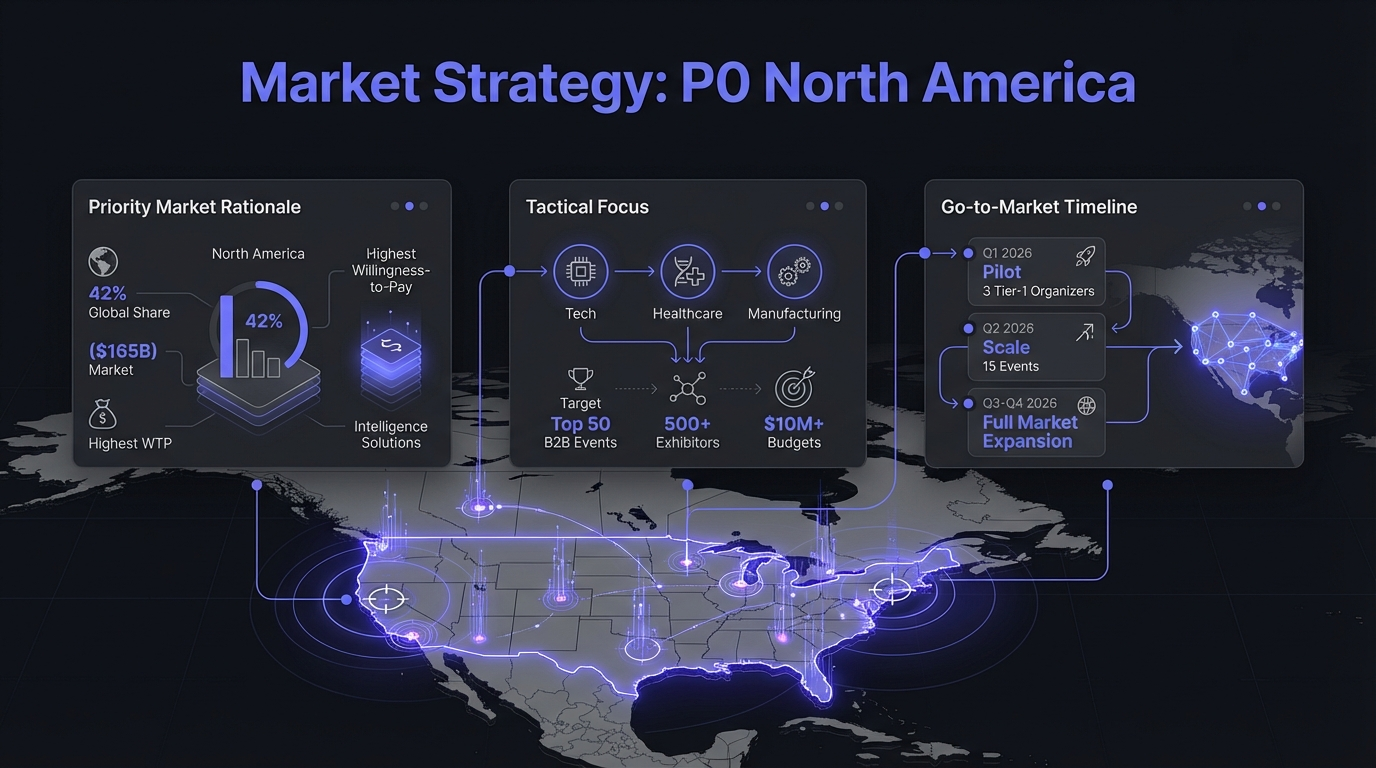 Market Strategy: P0 North America
Priority Market Rationale
42%
Global Share
($165B)
Market
Highest WTP
North America
42%
Highest
Willingness-
to-Pay
Intelligence
Solutions
Tactical Focus
Tech
Healthcare
Manufacturing
Target
Top 50
B2B Events
500+
Exhibitors
$10M+
Budgets
Go-to-Market Timeline
Q1 2026
Pilot
3 Tier-1 Organizers
Q2 2026
Scale
15 Events
Q3-Q4 2026
Full Market
Expansion
$